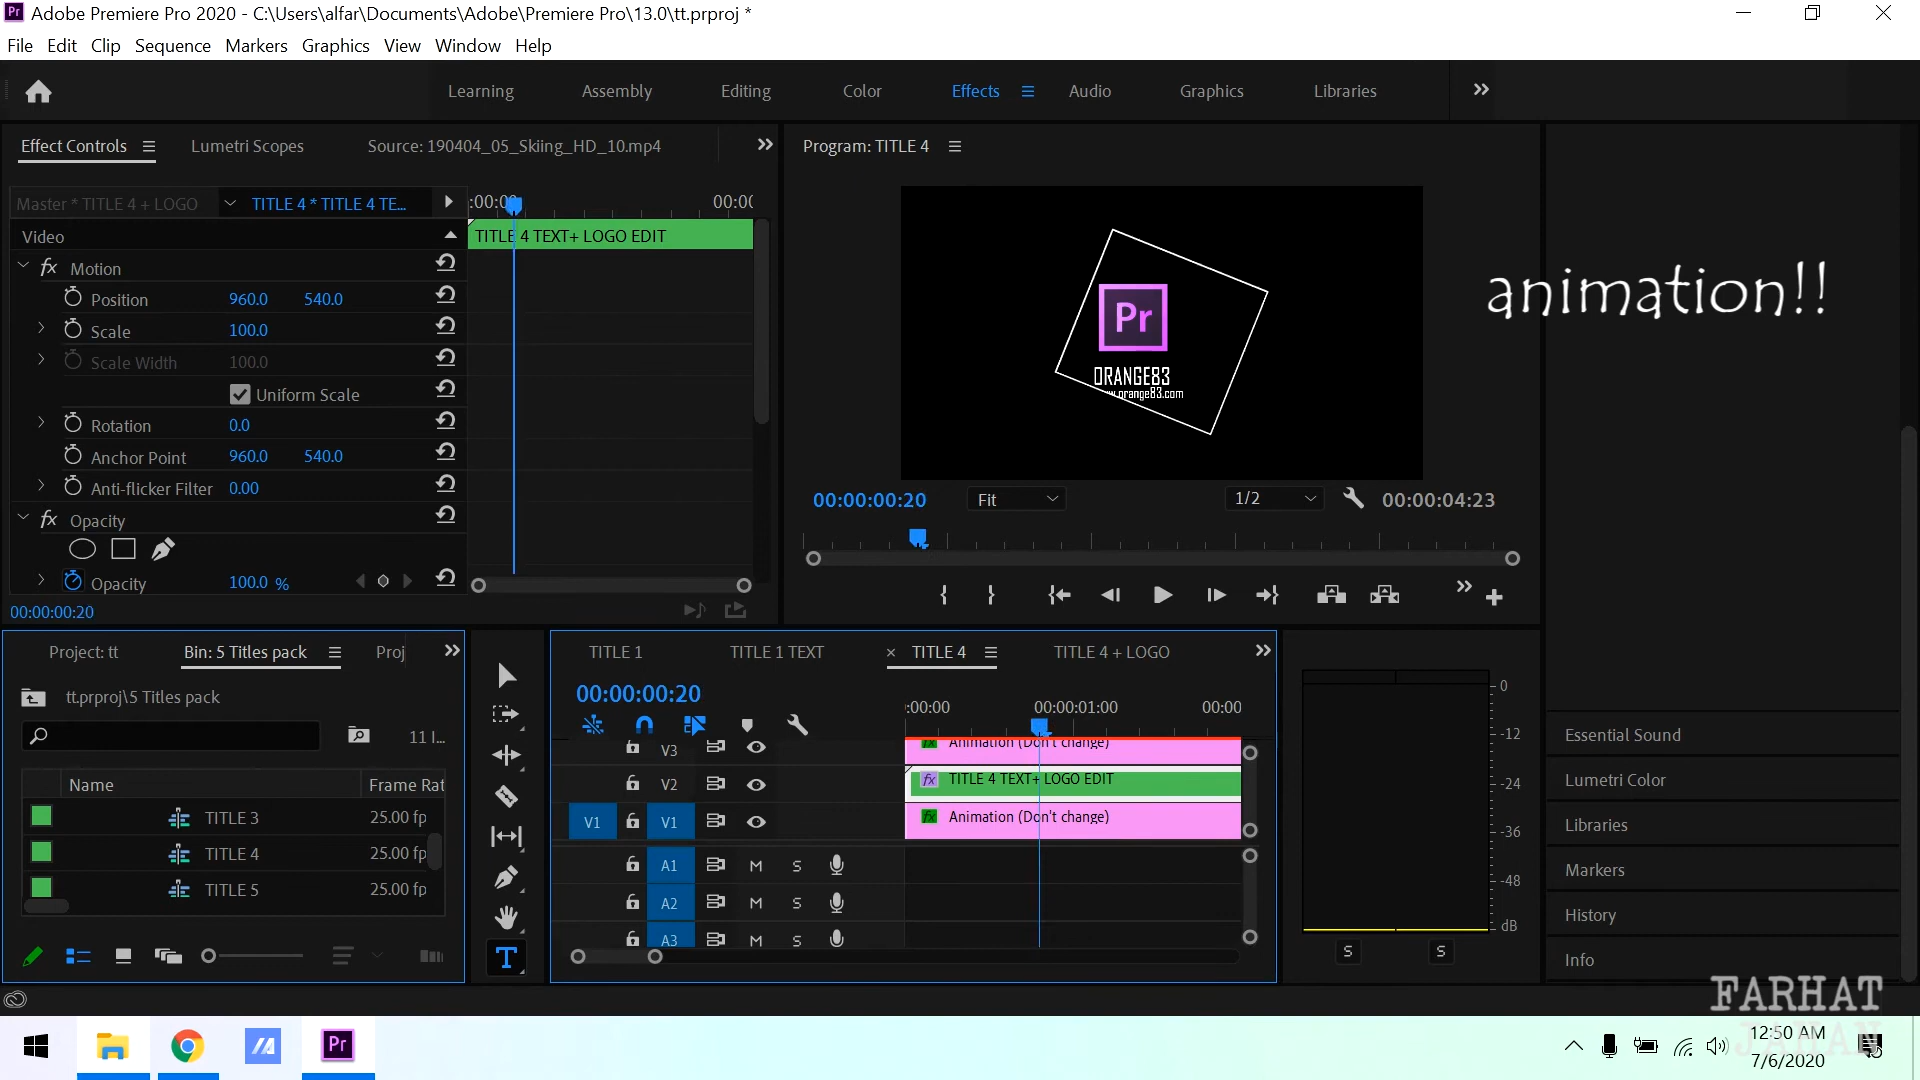 Adobe Premiere Pro 2020 - C:\Users\alfar\Documents\Adobe\Premiere Pro\13.0\tt.prproj *
File Edit Clip Sequence Markers Graphics View Window Help
Learning Assembly Editing Color Effects Audio Graphics Libraries
Effect Controls Lumetri Scopes Source: 190404_05_Skiing_HD_10.mp4
Program: TITLE 4
Master * TITLE 4 + LOGO TITLE 4 * TITLE 4 TE...
:00:00 00:00
Video
TITLE 4 TEXT+ LOGO EDIT
fx Motion
Position 960.0 540.0
Scale 100.0
Scale Width 100.0
Uniform Scale
Rotation 0.0
Anchor Point 960.0 540.0
Anti-flicker Filter 0.00
fx Opacity
Opacity 100.0 %
00:00:00:20
Pr
ORANGE83
w.orange83.com
animation!!
00:00:00:20 Fit 1/2 00:00:04:23
Project: tt Bin: 5 Titles pack Proj
tt.prproj\5 Titles pack
11 I...
Name Frame Rat
TITLE 3 25.00 fp
TITLE 4 25.00 fp
TITLE 5 25.00 fp
TITLE 1 TITLE 1 TEXT × TITLE 4 TITLE 4 + LOGO
00:00:00:20
:00:00 00:00:01:00 00:00
V3 Animation (Don't change)
V2 fx TITLE 4 TEXT+ LOGO EDIT
V1 V1 fx Animation (Don't change)
A1 M S
A2 M S
A3 M S
0
-12
-24
-36
-48
dB
S S
Essential Sound
Lumetri Color
Libraries
Markers
History
Info
FARHAT
JAHAN
Pr
12:50 AM
7/6/2020